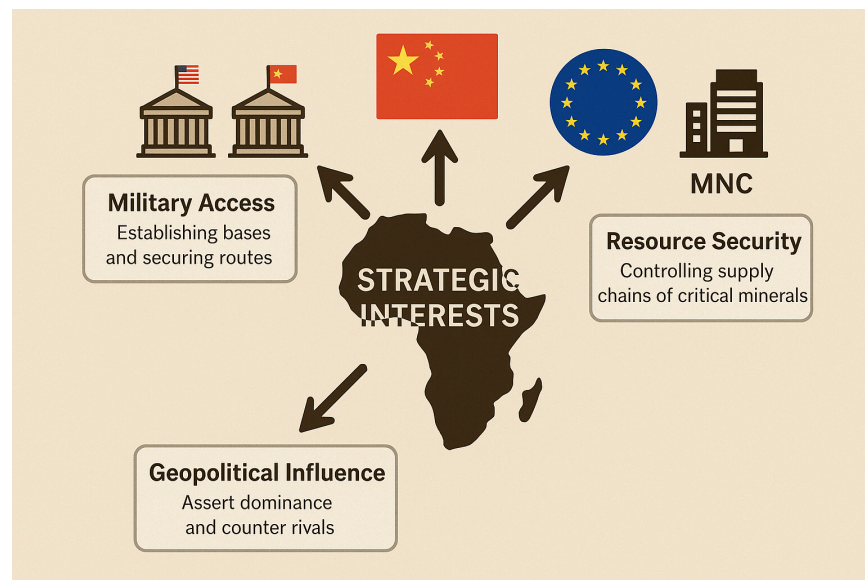 Military Access
Establishing bases
and securing routes
MNC
Resource Security
Controlling supply
chains of critical minerals
STRATEGIC
INTERESTS
Geopolitical Influence
Assert dominance
and counter rivals